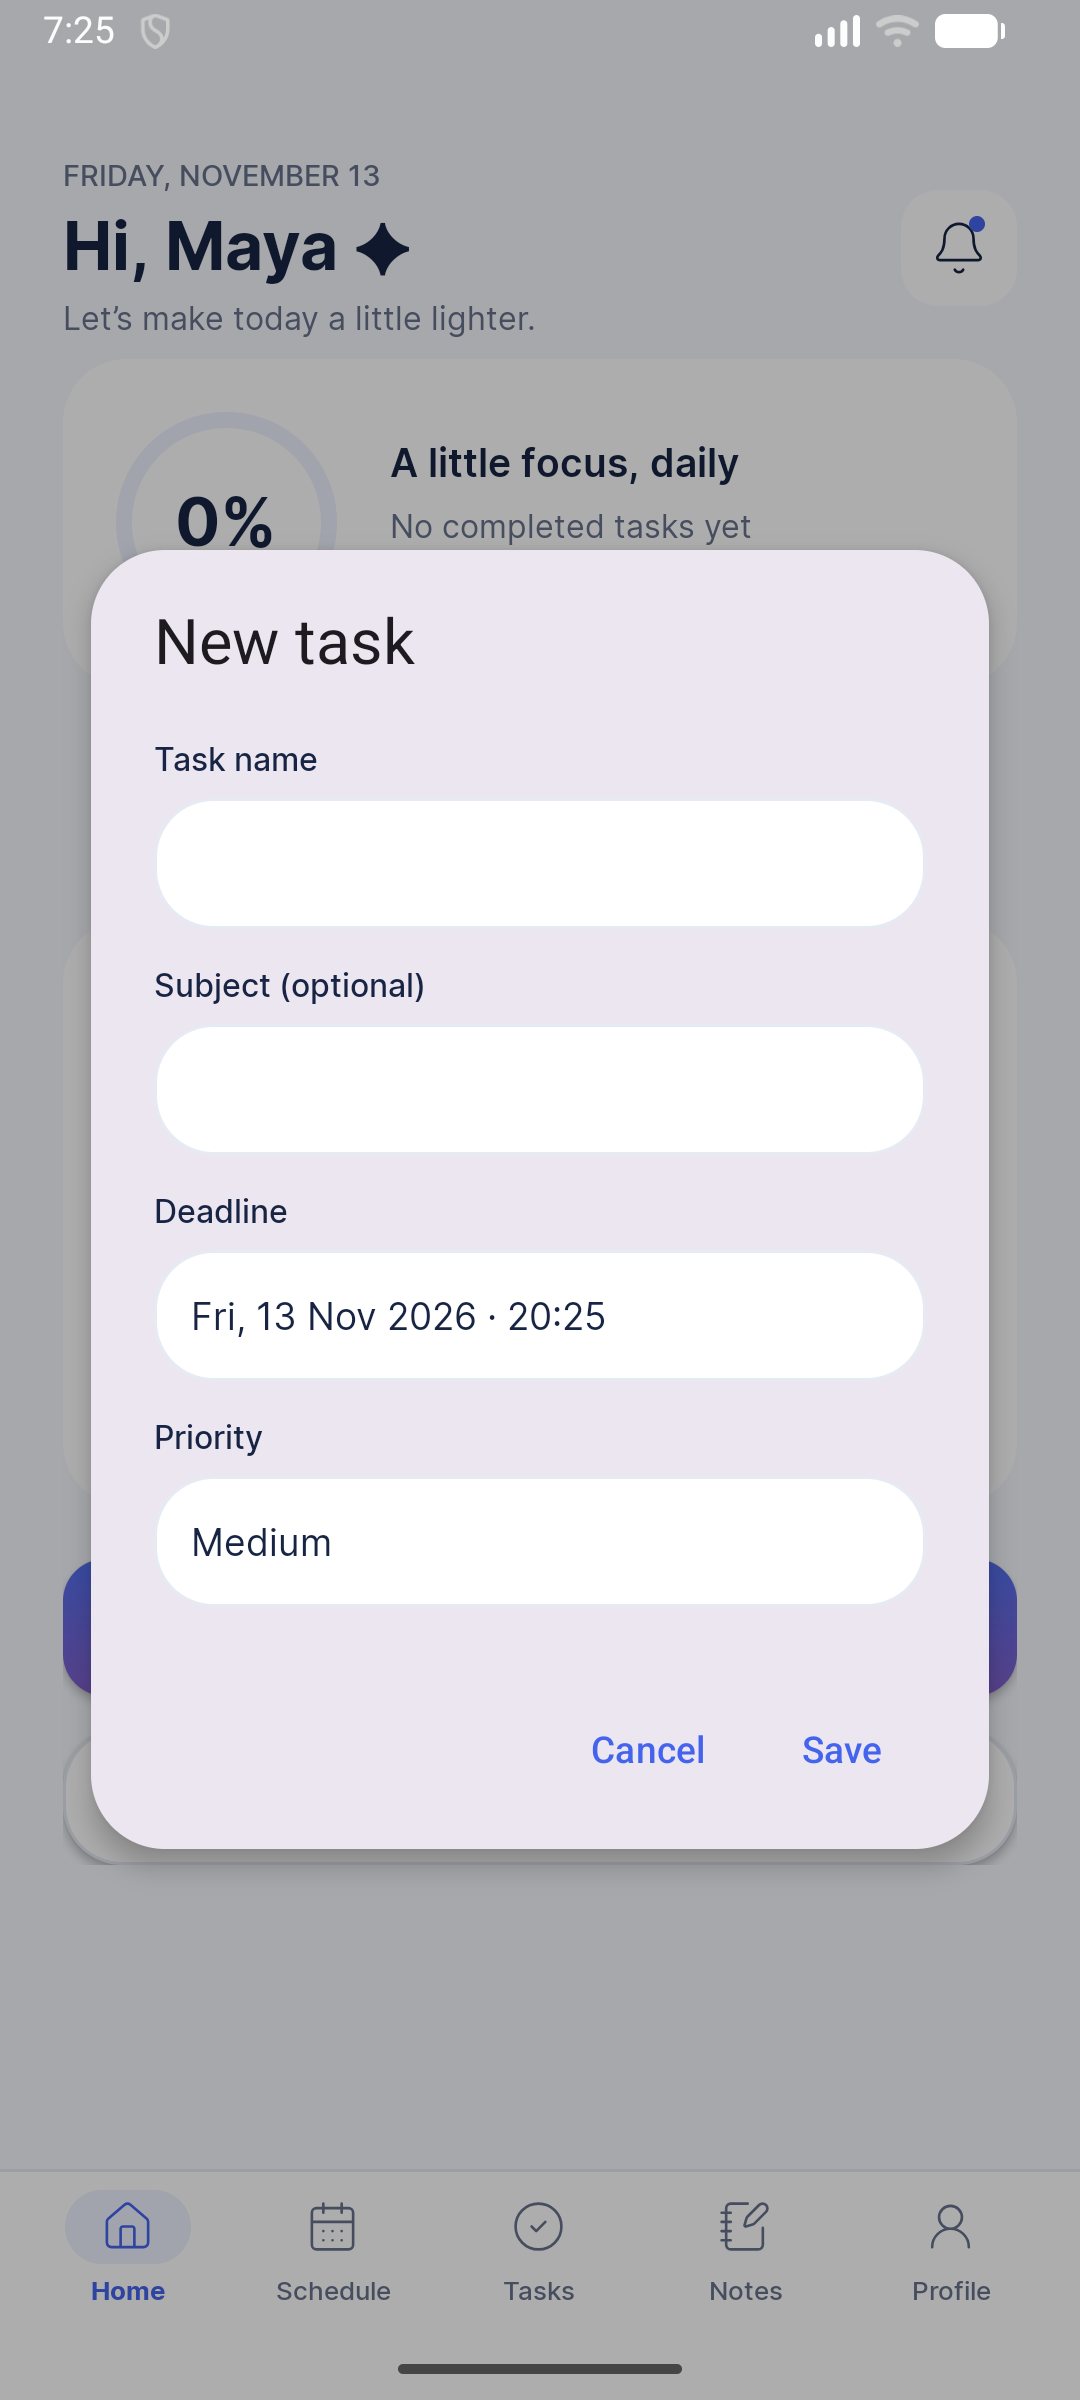 7:25
FRIDAY, NOVEMBER 13
Hi, Maya ✦
Let’s make today a little lighter.
0%
A little focus, daily
No completed tasks yet
New task
Task name
Subject (optional)
Deadline
Fri, 13 Nov 2026 · 20:25
Priority
Medium
Cancel Save
Home Schedule Tasks Notes Profile